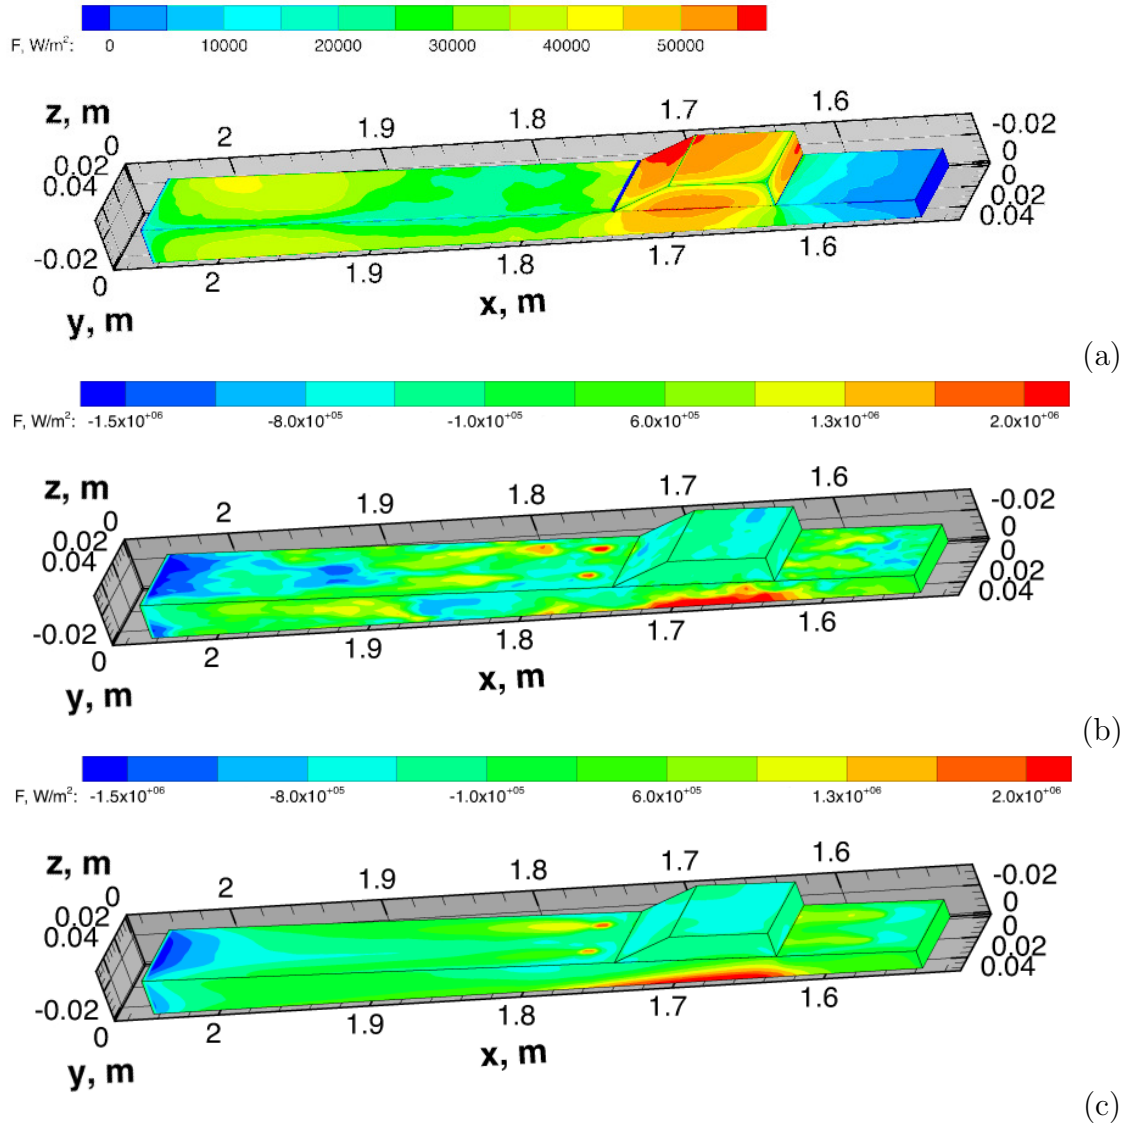 F, W/m²: 0 10000 20000 30000 40000 50000
z, m 0 0.02 0.04 2 1.9 1.8 1.7 1.6 -0.02 0 0 0.02 0.04
-0.02 0 2 1.9 1.8 1.7 1.6
y, m x, m
(a)
F, W/m²: -1.5x10⁺⁰⁶ -8.0x10⁺⁰⁵ -1.0x10⁺⁰⁵ 6.0x10⁺⁰⁵ 1.3x10⁺⁰⁶ 2.0x10⁺⁰⁶
z, m 0 0.02 0.04 2 1.9 1.8 1.7 1.6 -0.02 0 0 0.02 0.04
-0.02 0 2 1.9 1.8 1.7 1.6
y, m x, m
(b)
F, W/m²: -1.5x10⁺⁰⁶ -8.0x10⁺⁰⁵ -1.0x10⁺⁰⁵ 6.0x10⁺⁰⁵ 1.3x10⁺⁰⁶ 2.0x10⁺⁰⁶
z, m 0 0.02 0.04 2 1.9 1.8 1.7 1.6 -0.02 0 0 0.02 0.04
-0.02 0 2 1.9 1.8 1.7 1.6
y, m x, m
(c)